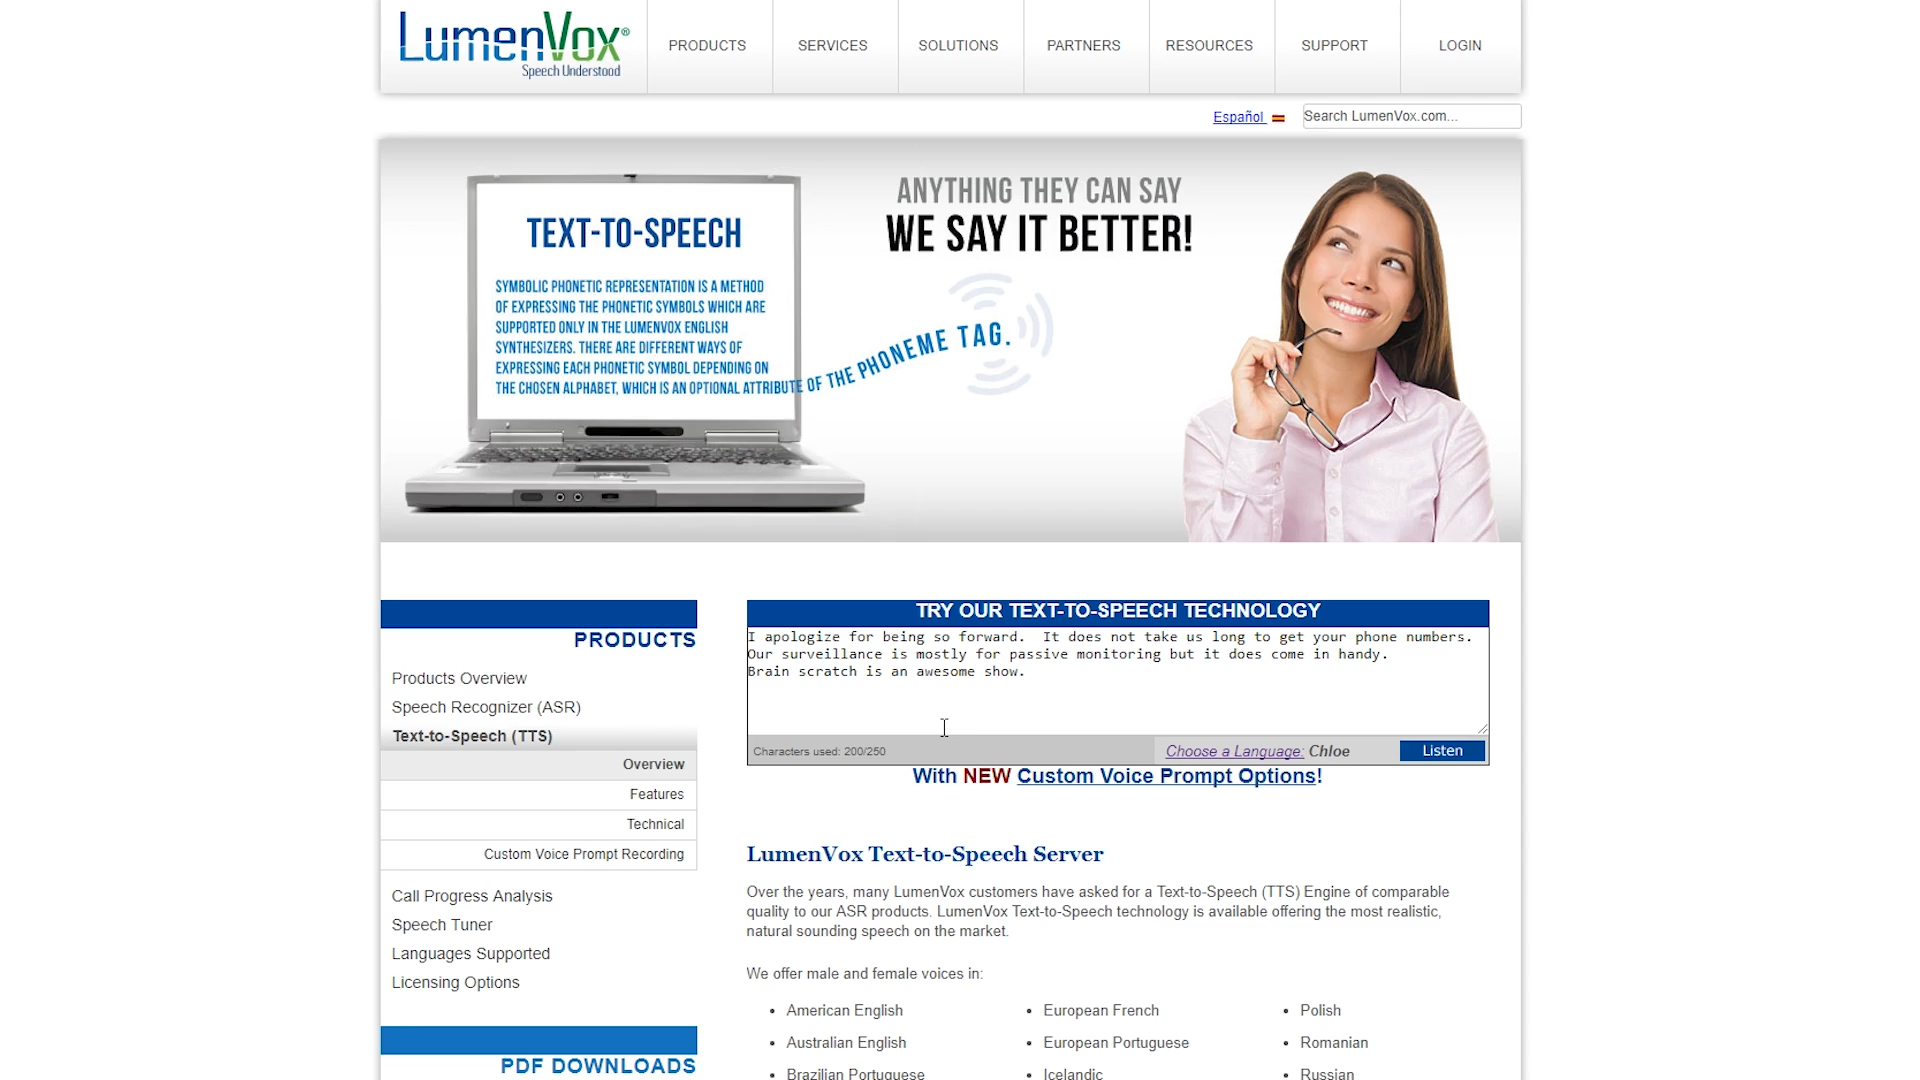 LumenVox®
Speech Understood
PRODUCTS
SERVICES
SOLUTIONS
PARTNERS
RESOURCES
SUPPORT
LOGIN
Español
Search LumenVox.com...
TEXT-TO-SPEECH
SYMBOLIC PHONETIC REPRESENTATION IS A METHOD
OF EXPRESSING THE PHONETIC SYMBOLS WHICH ARE
SUPPORTED ONLY IN THE LUMENVOX ENGLISH
SYNTHESIZERS. THERE ARE DIFFERENT WAYS OF
EXPRESSING EACH PHONETIC SYMBOL DEPENDING ON
THE CHOSEN ALPHABET, WHICH IS AN OPTIONAL ATTRIBUTE OF THE PHONEME TAG.
ANYTHING THEY CAN SAY
WE SAY IT BETTER!
PRODUCTS
Products Overview
Speech Recognizer (ASR)
Text-to-Speech (TTS)
Overview
Features
Technical
Custom Voice Prompt Recording
Call Progress Analysis
Speech Tuner
Languages Supported
Licensing Options
PDF DOWNLOADS
TRY OUR TEXT-TO-SPEECH TECHNOLOGY
I apologize for being so forward.  It does not take us long to get your phone numbers.
Our surveillance is mostly for passive monitoring but it does come in handy.
Brain scratch is an awesome show.
Characters used: 200/250
Choose a Language: Chloe
Listen
With NEW Custom Voice Prompt Options!
LumenVox Text-to-Speech Server
Over the years, many LumenVox customers have asked for a Text-to-Speech (TTS) Engine of comparable
quality to our ASR products. LumenVox Text-to-Speech technology is available offering the most realistic,
natural sounding speech on the market.
We offer male and female voices in:
• American English
• Australian English
• Brazilian Portuguese
• European French
• European Portuguese
• Icelandic
• Polish
• Romanian
• Russian